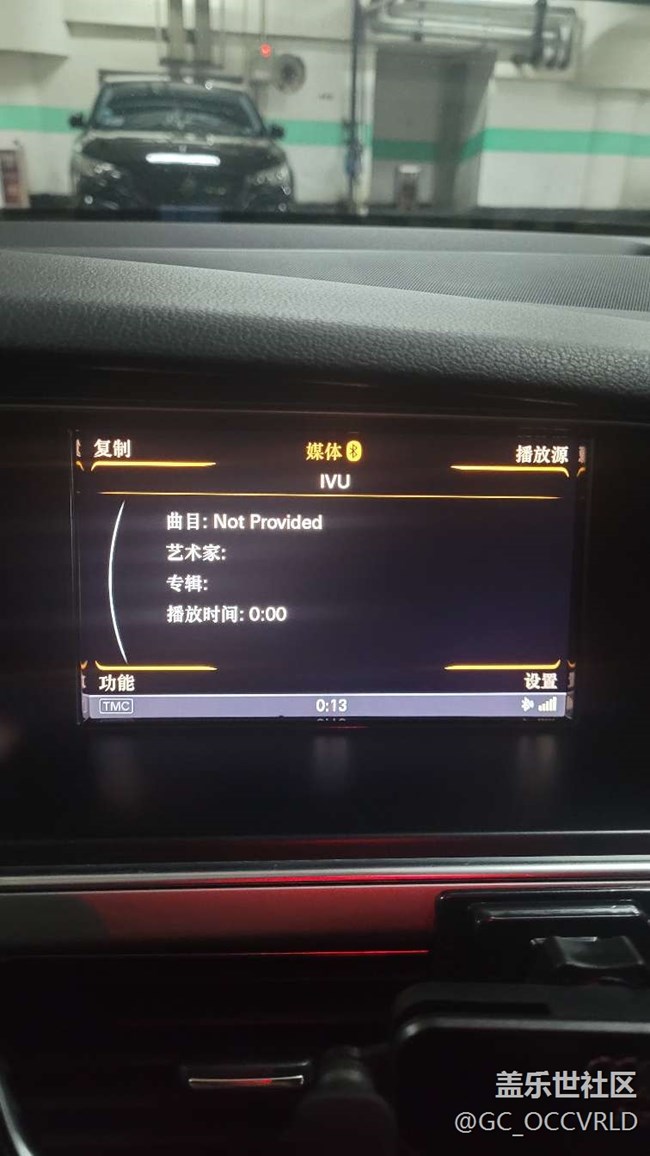 复制
媒体
播放源
IVU
曲目: Not Provided
艺术家:
专辑:
播放时间: 0:00
功能
设置
TMC
0:13
盖乐世社区
@GC_OCCVRLD